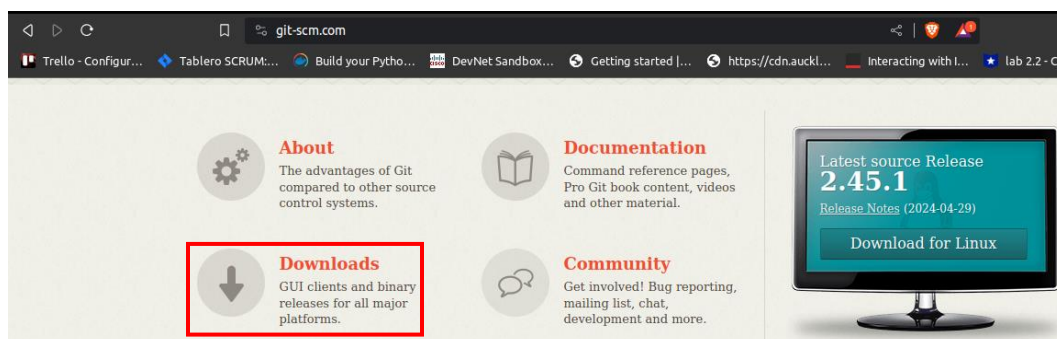 git-scm.com
Trello - Configur...
Tablero SCRUM:...
Build your Pytho...
DevNet Sandbox...
Getting started |...
https://cdn.auckl...
Interacting with I...
lab 2.2 - C
About
The advantages of Git
compared to other source
control systems.
Documentation
Command reference pages,
Pro Git book content, videos
and other material.
Downloads
GUI clients and binary
releases for all major
platforms.
Community
Get involved! Bug reporting,
mailing list, chat,
development and more.
Latest source Release
2.45.1
Release Notes (2024-04-29)
Download for Linux